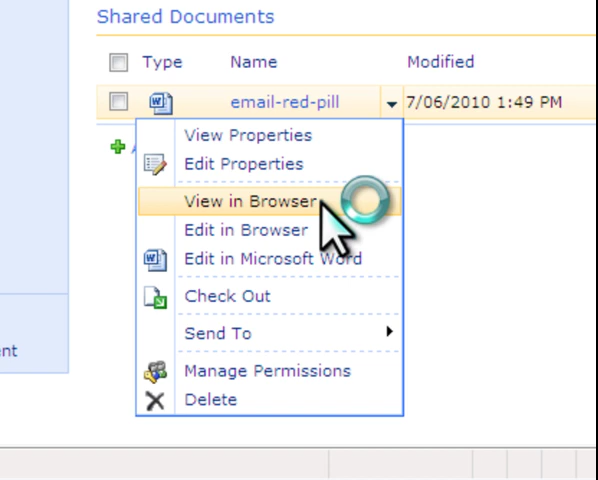 Shared Documents
Type Name Modified
email-red-pill 7/06/2010 1:49 PM
View Properties
Edit Properties
View in Browser
Edit in Browser
Edit in Microsoft Word
Check Out
Send To
nt
Manage Permissions
Delete